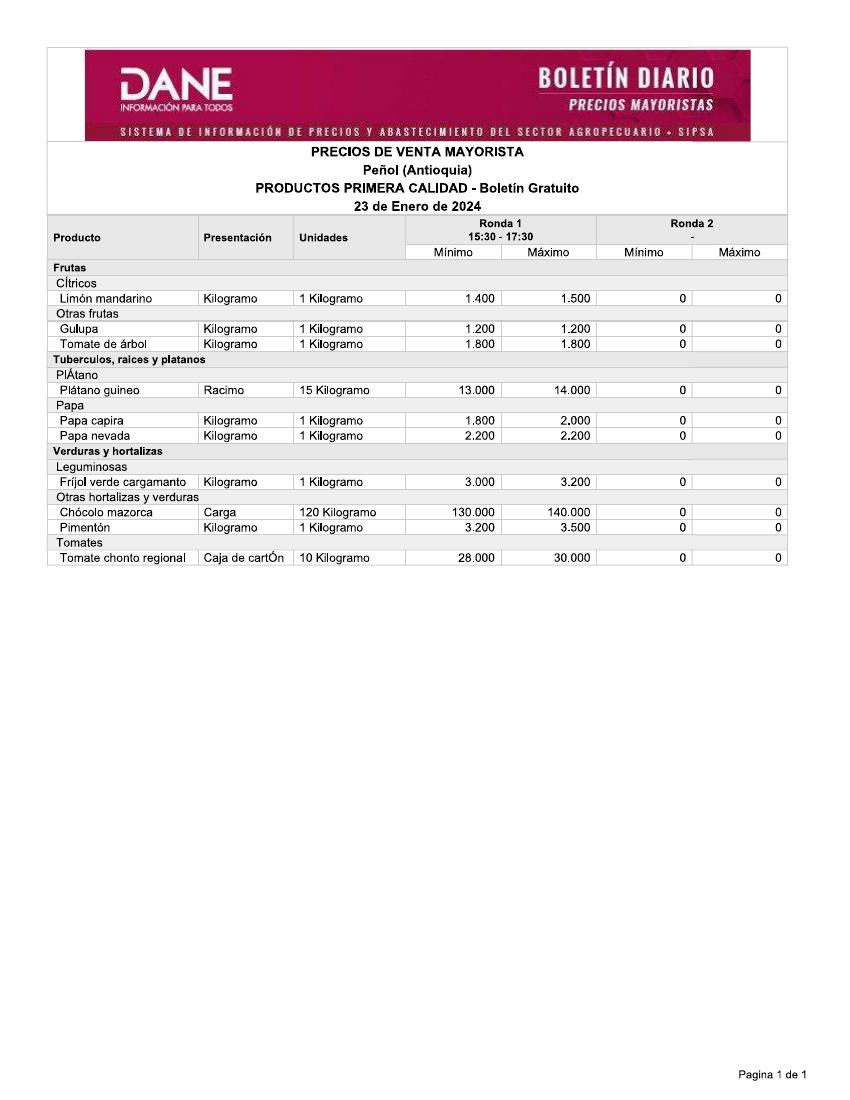 DANE
INFORMACIÓN PARA TODOS
BOLETÍN DIARIO
PRECIOS MAYORISTAS
SISTEMA DE INFORMACIÓN DE PRECIOS Y ABASTECIMIENTO DEL SECTOR AGROPECUARIO • SIPSA
PRECIOS DE VENTA MAYORISTA
Peñol (Antioquia)
PRODUCTOS PRIMERA CALIDAD - Boletín Gratuito
23 de Enero de 2024
Producto Presentación Unidades Ronda 1 Ronda 2
15:30 - 17:30 -
Mínimo Máximo Mínimo Máximo
Frutas
CÍtricos
Limón mandarino Kilogramo 1 Kilogramo 1.400 1.500 0 0
Otras frutas
Gulupa Kilogramo 1 Kilogramo 1.200 1.200 0 0
Tomate de árbol Kilogramo 1 Kilogramo 1.800 1.800 0 0
Tuberculos, raices y platanos
PlÁtano
Plátano guineo Racimo 15 Kilogramo 13.000 14.000 0 0
Papa
Papa capira Kilogramo 1 Kilogramo 1.800 2.000 0 0
Papa nevada Kilogramo 1 Kilogramo 2.200 2.200 0 0
Verduras y hortalizas
Leguminosas
Fríjol verde cargamanto Kilogramo 1 Kilogramo 3.000 3.200 0 0
Otras hortalizas y verduras
Chócolo mazorca Carga 120 Kilogramo 130.000 140.000 0 0
Pimentón Kilogramo 1 Kilogramo 3.200 3.500 0 0
Tomates
Tomate chonto regional Caja de cartÓn 10 Kilogramo 28.000 30.000 0 0
Pagina 1 de 1